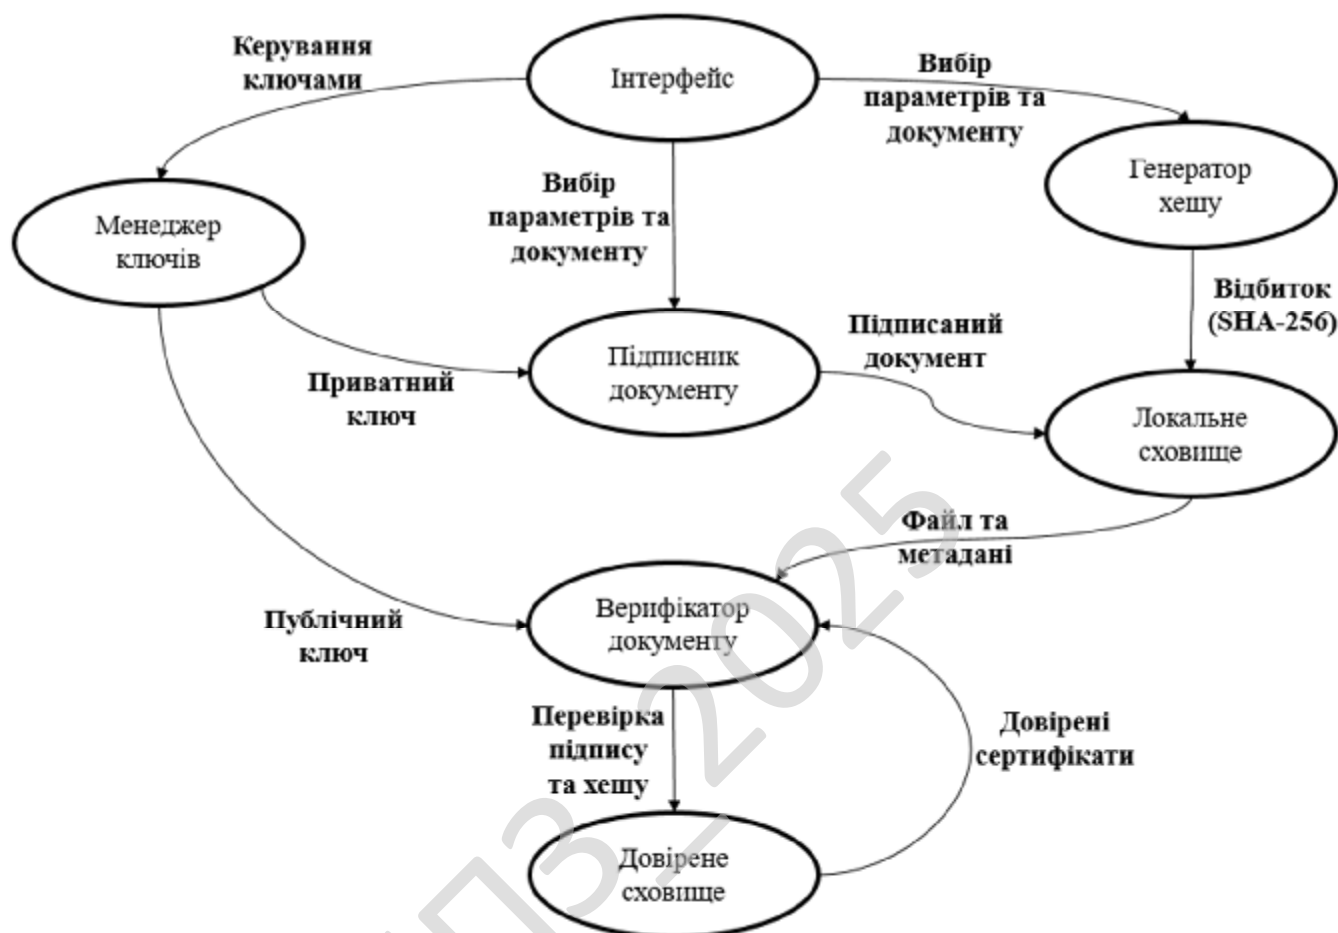 Керування
ключами
Інтерфейс
Вибір
параметрів та
документу
Генератор
хешу
Менеджер
ключів
Вибір
параметрів та
документу
Відбиток
(SHA-256)
Приватний
ключ
Підписник
документу
Підписаний
документ
Локальне
сховище
Файл та
метадані
Публічний
ключ
Верифікатор
документу
Перевірка
підпису
та хешу
Довірені
сертифікати
Довірене
сховище
ПЗ_2025